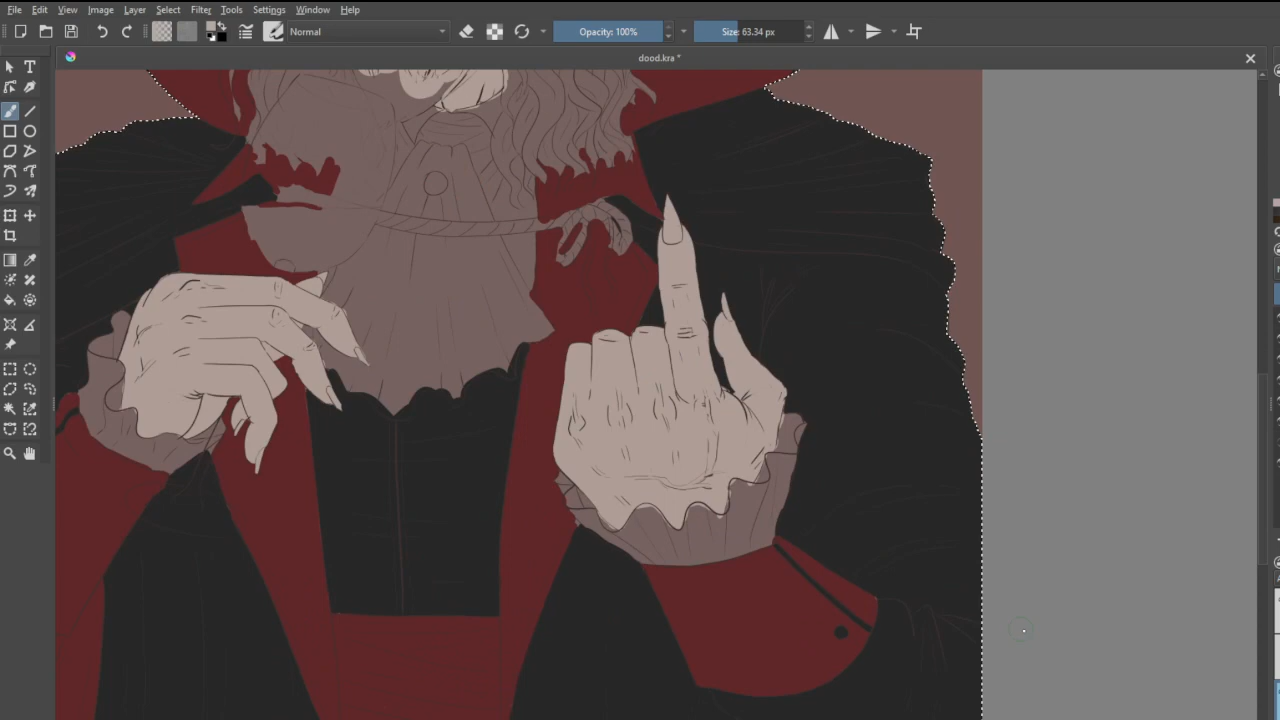 File Edit View Image Layer Select Filter Tools Settings Window Help
Normal Opacity: 100% Size: 63.34 px
dood.kra *